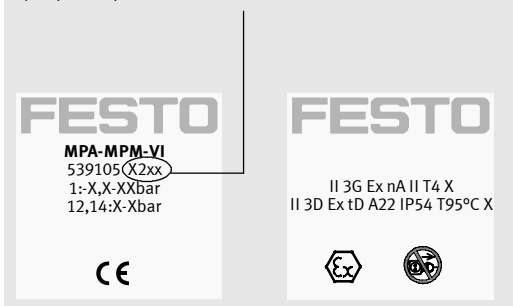 FESTO
MPA-MPM-VI
539105 X2xx
1:-X,X-XXbar
12,14:X-Xbar
CE
FESTO
II 3G Ex nA II T4 X
II 3D Ex tD A22 IP54 T95°C X
Ex